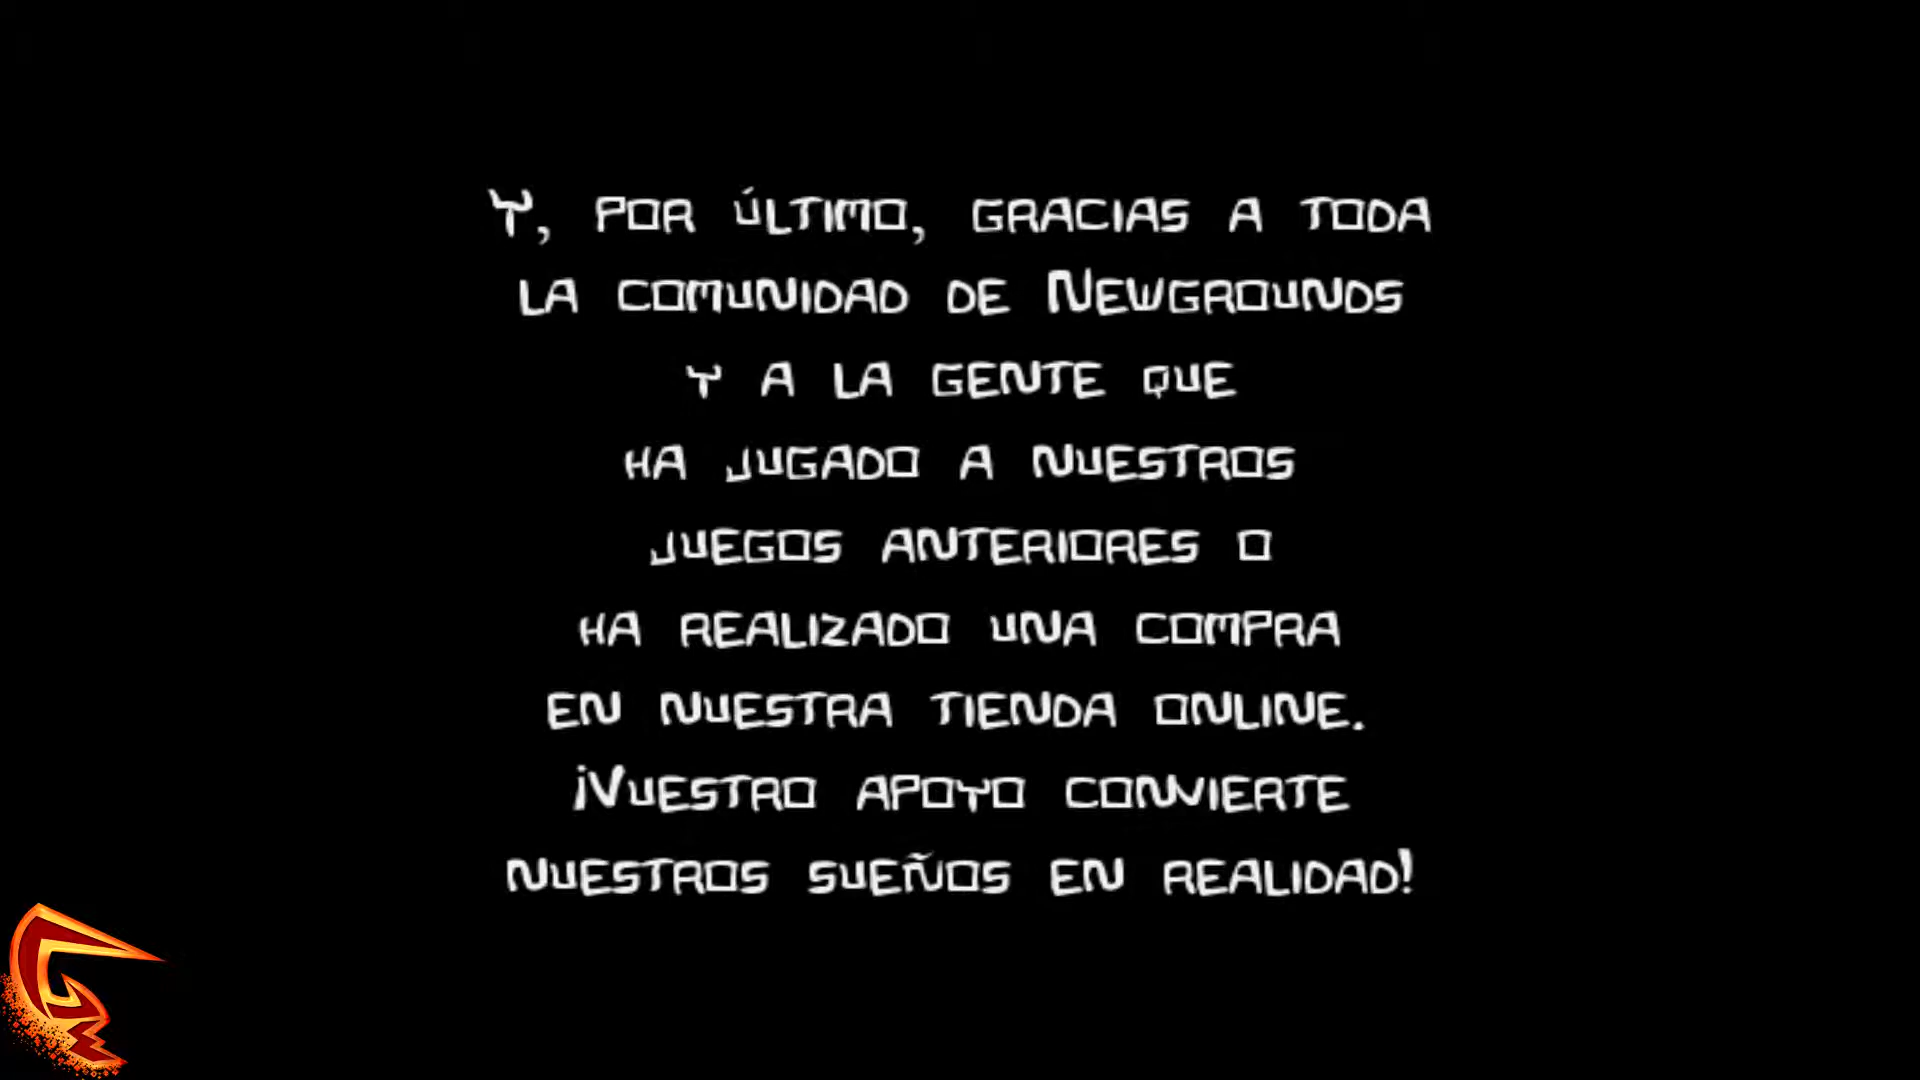 Y, por último, gracias a toda
la comunidad de Newgrounds
y a la gente que
ha jugado a nuestros
juegos anteriores o
ha realizado una compra
en nuestra tienda online.
¡Vuestro apoyo convierte
nuestros sueños en realidad!